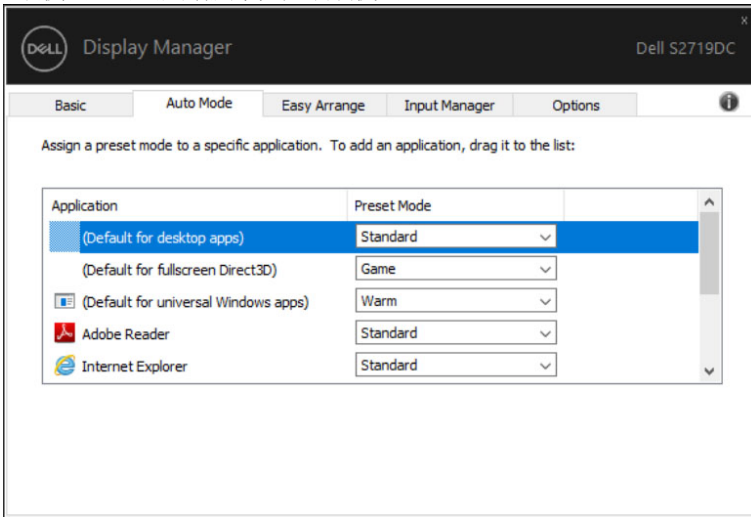 DELL
Display Manager
Dell S2719DC
Basic
Auto Mode
Easy Arrange
Input Manager
Options
Assign a preset mode to a specific application. To add an application, drag it to the list:
Application Preset Mode
(Default for desktop apps) Standard
(Default for fullscreen Direct3D) Game
(Default for universal Windows apps) Warm
Adobe Reader Standard
Internet Explorer Standard